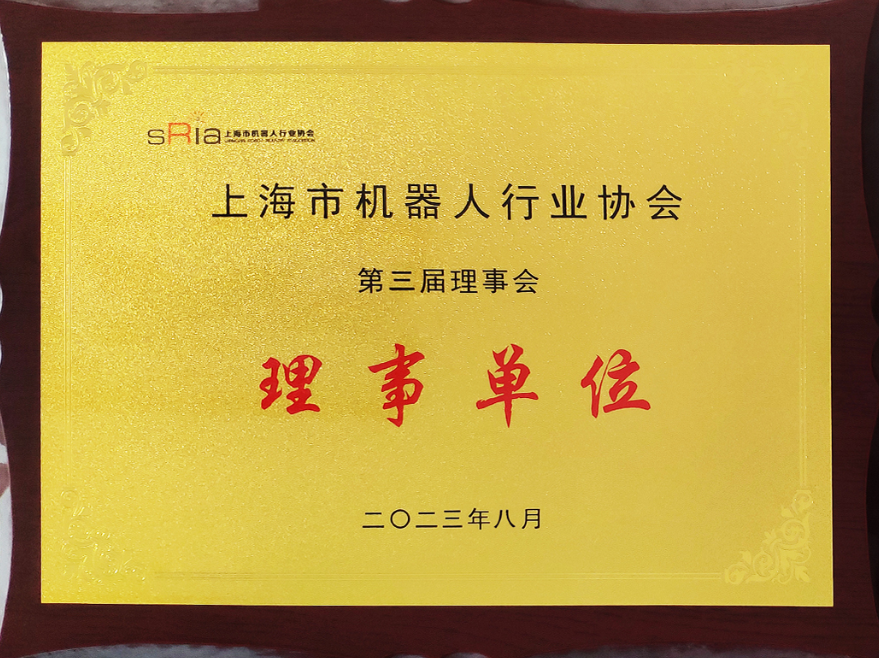 sRia 上海市机器人行业协会
上海市机器人行业协会
第三届理事会
理事单位
二〇二三年八月